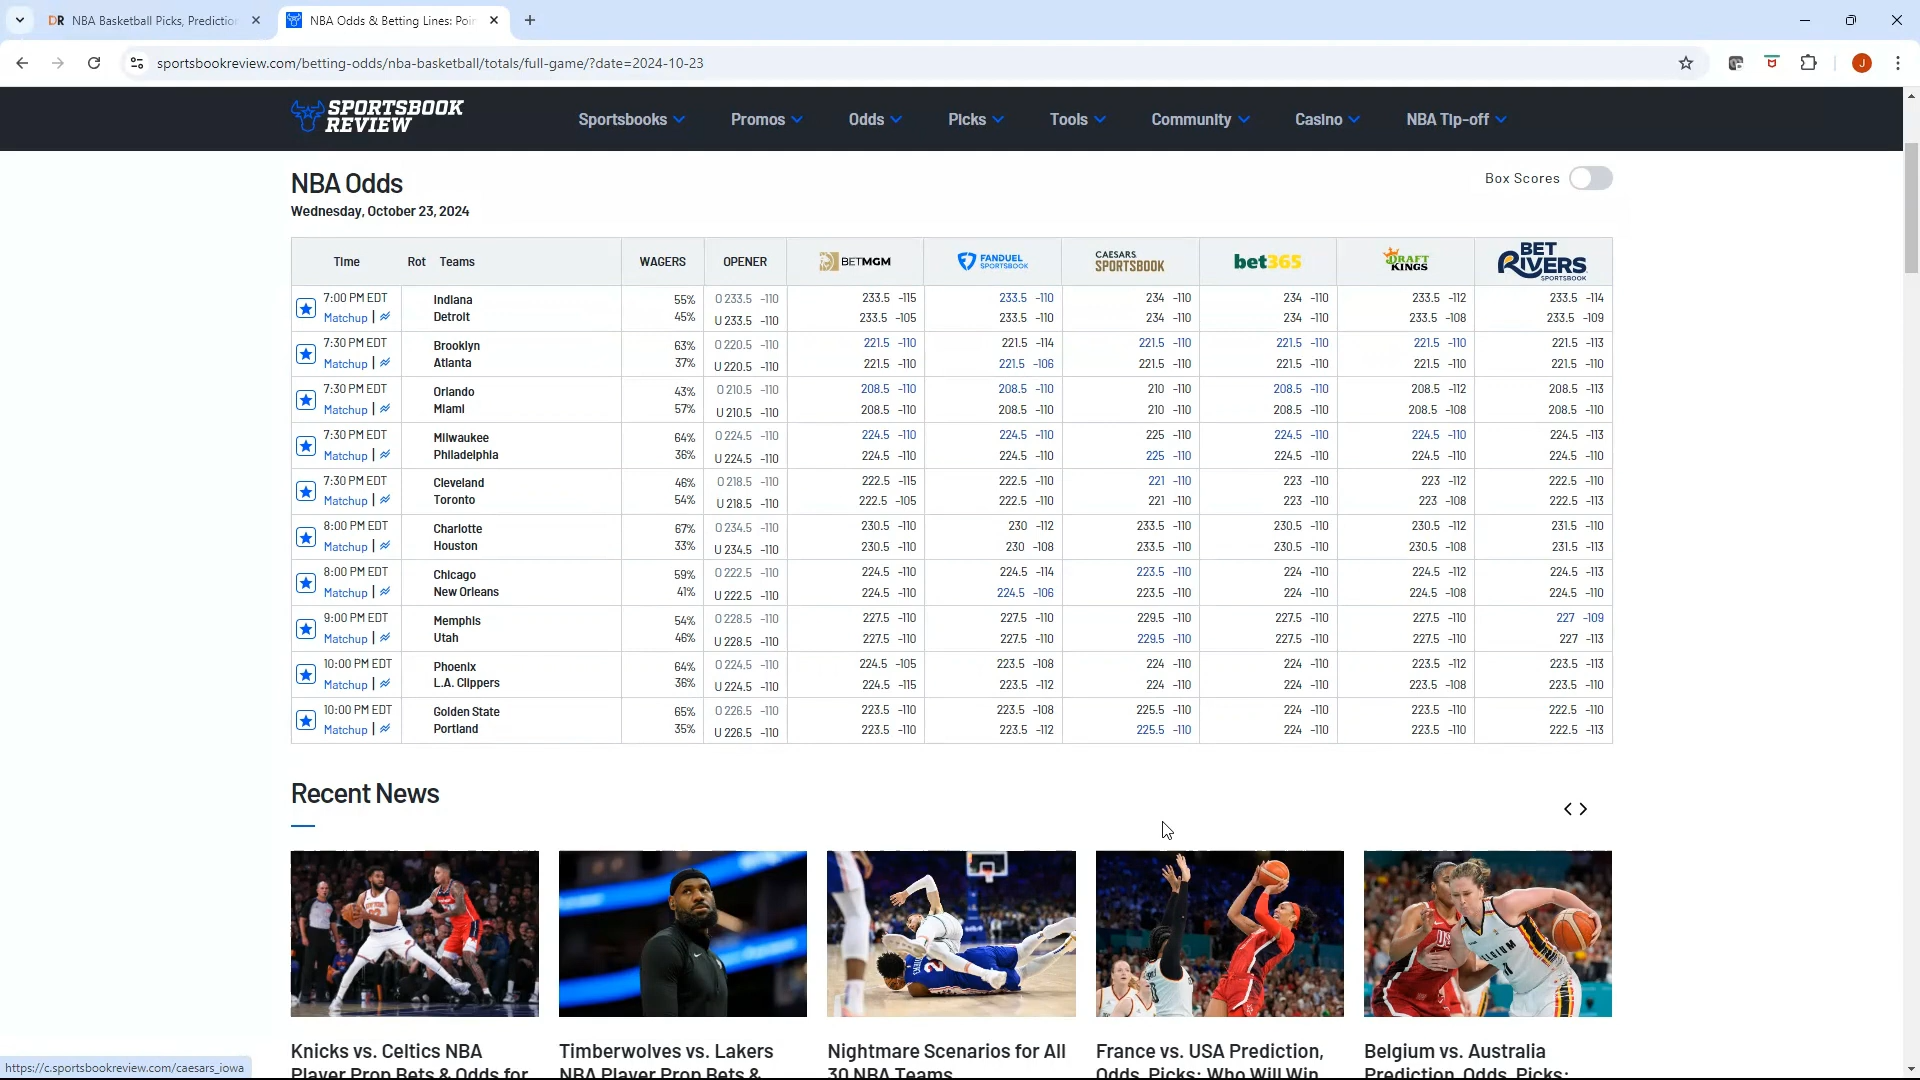 DR NBA Basketball Picks, Prediction
NBA Odds & Betting Lines: Poin
sportsbookreview.com/betting-odds/nba-basketball/totals/full-game/?date=2024-10-23
J
SPORTSBOOK REVIEW
Sportsbooks Promos Odds Picks Tools Community Casino NBA Tip-off
NBA Odds
Box Scores
Wednesday, October 23, 2024
Time Rot Teams WAGERS OPENER BETMGM FANDUEL SPORTSBOOK CAESARS SPORTSBOOK bet365 DRAFT KINGS BET RIVERS SPORTSBOOK
7:00 PM EDT Indiana 55% O 233.5 -110 233.5 -115 233.5 -110 234 -110 234 -110 233.5 -112 233.5 -114
Matchup | Detroit 45% U 233.5 -110 233.5 -105 233.5 -110 234 -110 234 -110 233.5 -108 233.5 -109
7:30 PM EDT Brooklyn 63% O 220.5 -110 221.5 -110 221.5 -114 221.5 -110 221.5 -110 221.5 -110 221.5 -113
Matchup | Atlanta 37% U 220.5 -110 221.5 -110 221.5 -106 221.5 -110 221.5 -110 221.5 -110 221.5 -110
7:30 PM EDT Orlando 43% O 210.5 -110 208.5 -110 208.5 -110 210 -110 208.5 -110 208.5 -112 208.5 -113
Matchup | Miami 57% U 210.5 -110 208.5 -110 208.5 -110 210 -110 208.5 -110 208.5 -108 208.5 -110
7:30 PM EDT Milwaukee 64% O 224.5 -110 224.5 -110 224.5 -110 225 -110 224.5 -110 224.5 -110 224.5 -113
Matchup | Philadelphia 36% U 224.5 -110 224.5 -110 224.5 -110 225 -110 224.5 -110 224.5 -110 224.5 -110
7:30 PM EDT Cleveland 46% O 218.5 -110 222.5 -115 222.5 -110 221 -110 223 -110 223 -112 222.5 -110
Matchup | Toronto 54% U 218.5 -110 222.5 -105 222.5 -110 221 -110 223 -110 223 -108 222.5 -113
8:00 PM EDT Charlotte 67% O 234.5 -110 230.5 -110 230 -112 233.5 -110 230.5 -110 230.5 -112 231.5 -110
Matchup | Houston 33% U 234.5 -110 230.5 -110 230 -108 233.5 -110 230.5 -110 230.5 -108 231.5 -113
8:00 PM EDT Chicago 59% O 222.5 -110 224.5 -110 224.5 -114 223.5 -110 224 -110 224.5 -112 224.5 -113
Matchup | New Orleans 41% U 222.5 -110 224.5 -110 224.5 -106 223.5 -110 224 -110 224.5 -108 224.5 -110
9:00 PM EDT Memphis 54% O 228.5 -110 227.5 -110 227.5 -110 229.5 -110 227.5 -110 227.5 -110 227 -109
Matchup | Utah 46% U 228.5 -110 227.5 -110 227.5 -110 229.5 -110 227.5 -110 227.5 -110 227 -113
10:00 PM EDT Phoenix 64% O 224.5 -110 224.5 -105 223.5 -108 224 -110 224 -110 223.5 -112 223.5 -113
Matchup | L.A. Clippers 36% U 224.5 -110 224.5 -115 223.5 -112 224 -110 224 -110 223.5 -108 223.5 -110
10:00 PM EDT Golden State 65% O 226.5 -110 223.5 -110 223.5 -108 225.5 -110 224 -110 223.5 -110 222.5 -110
Matchup | Portland 35% U 226.5 -110 223.5 -110 223.5 -112 225.5 -110 224 -110 223.5 -110 222.5 -113
Recent News
Knicks vs. Celtics NBA Timberwolves vs. Lakers Nightmare Scenarios for All France vs. USA Prediction, Belgium vs. Australia
Player Prop Bets & Odds for NBA Player Prop Bets & 30 NBA Teams Odds, Picks: Who Will Win Prediction, Odds, Picks:
https://c.sportsbookreview.com/caesars_iowa